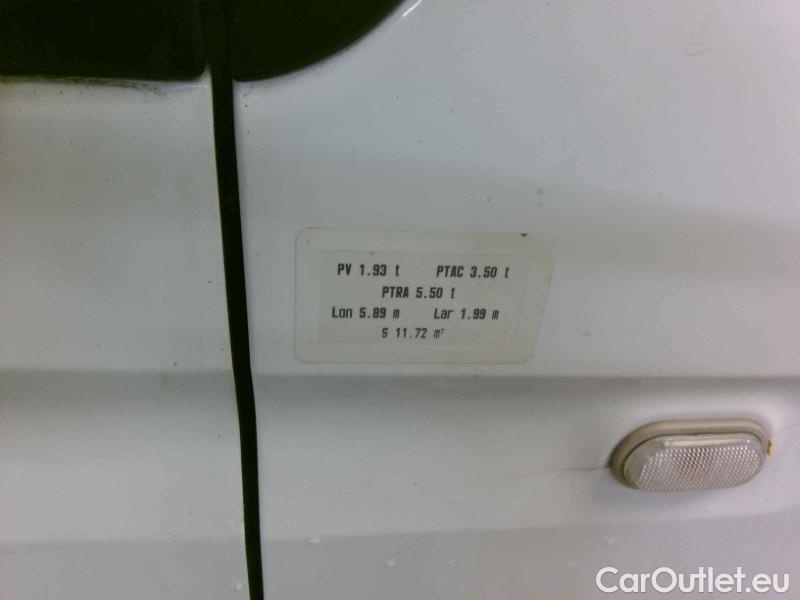 PV 1.93 t PTAC 3.50 t
PTRA 5.50 t
Lon 5.89 m Lar 1.99 m
S 11.72 m²
CarOutlet.eu